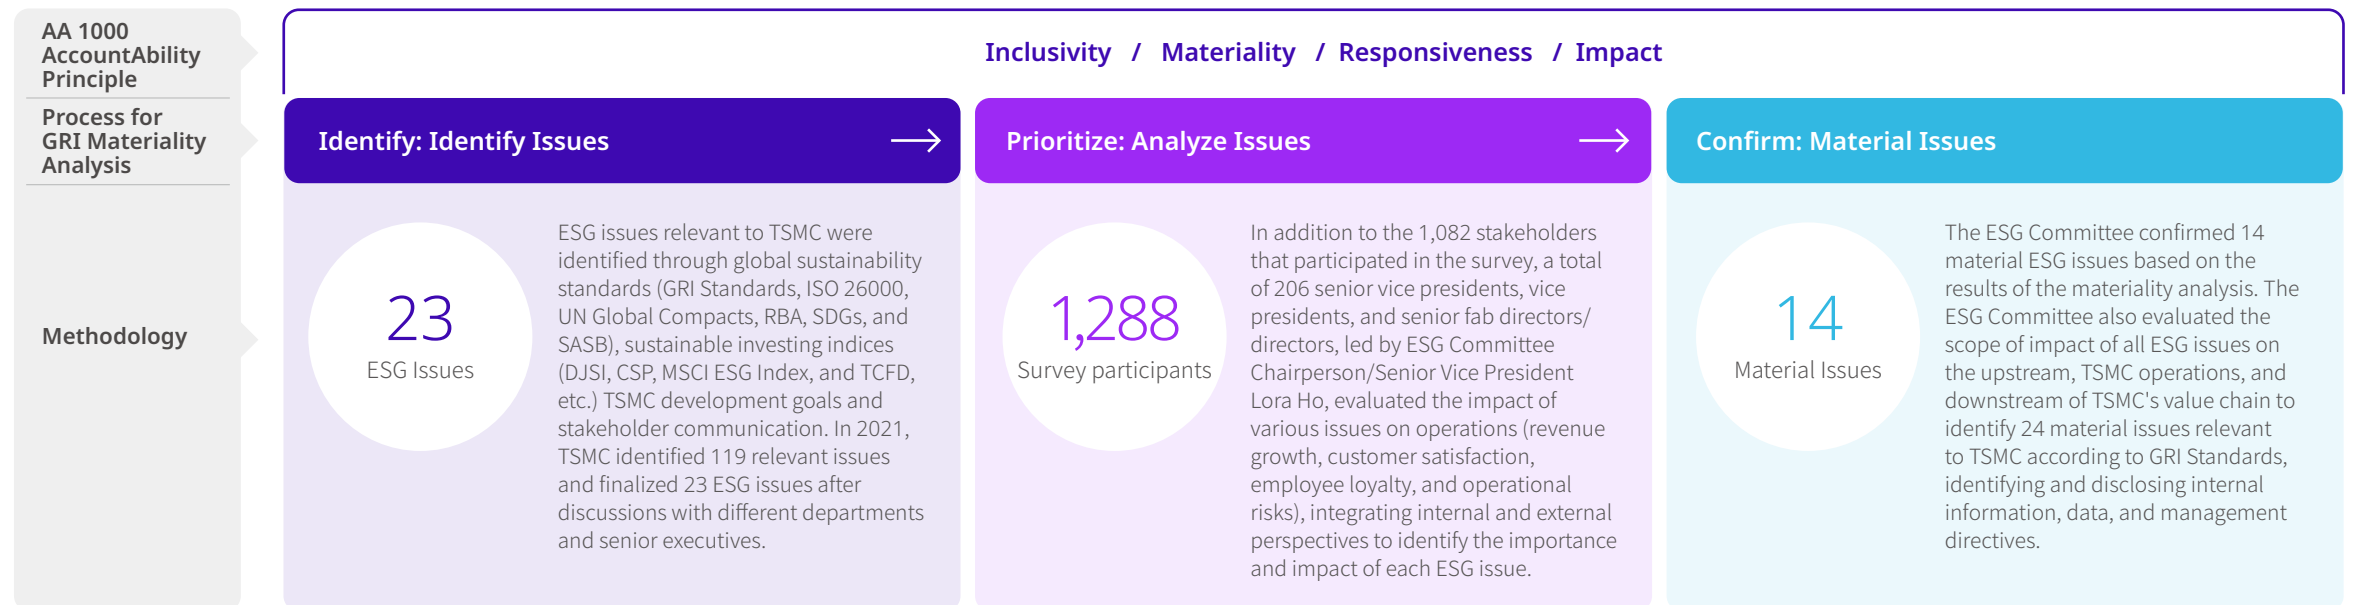 AA 1000
AccountAbility
Principle
Inclusivity / Materiality / Responsiveness / Impact
Process for
GRI Materiality
Analysis
Identify: Identify Issues
Prioritize: Analyze Issues
Confirm: Material Issues
Methodology
23
ESG Issues
ESG issues relevant to TSMC were
identified through global sustainability
standards (GRI Standards, ISO 26000,
UN Global Compacts, RBA, SDGs, and
SASB), sustainable investing indices
(DJSI, CSP, MSCI ESG Index, and TCFD,
etc.) TSMC development goals and
stakeholder communication. In 2021,
TSMC identified 119 relevant issues
and finalized 23 ESG issues after
discussions with different departments
and senior executives.
1,288
Survey participants
In addition to the 1,082 stakeholders
that participated in the survey, a total
of 206 senior vice presidents, vice
presidents, and senior fab directors/
directors, led by ESG Committee
Chairperson/Senior Vice President
Lora Ho, evaluated the impact of
various issues on operations (revenue
growth, customer satisfaction,
employee loyalty, and operational
risks), integrating internal and external
perspectives to identify the importance
and impact of each ESG issue.
14
Material Issues
The ESG Committee confirmed 14
material ESG issues based on the
results of the materiality analysis. The
ESG Committee also evaluated the
scope of impact of all ESG issues on
the upstream, TSMC operations, and
downstream of TSMC's value chain to
identify 24 material issues relevant
to TSMC according to GRI Standards,
identifying and disclosing internal
information, data, and management
directives.